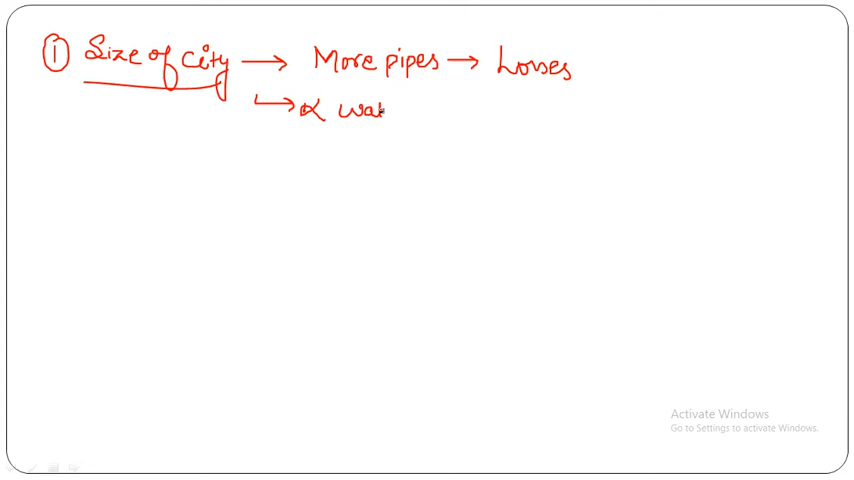 ① Size of City → More pipes → Losses
↳ ∝ wat
Activate Windows
Go to Settings to activate Windows.